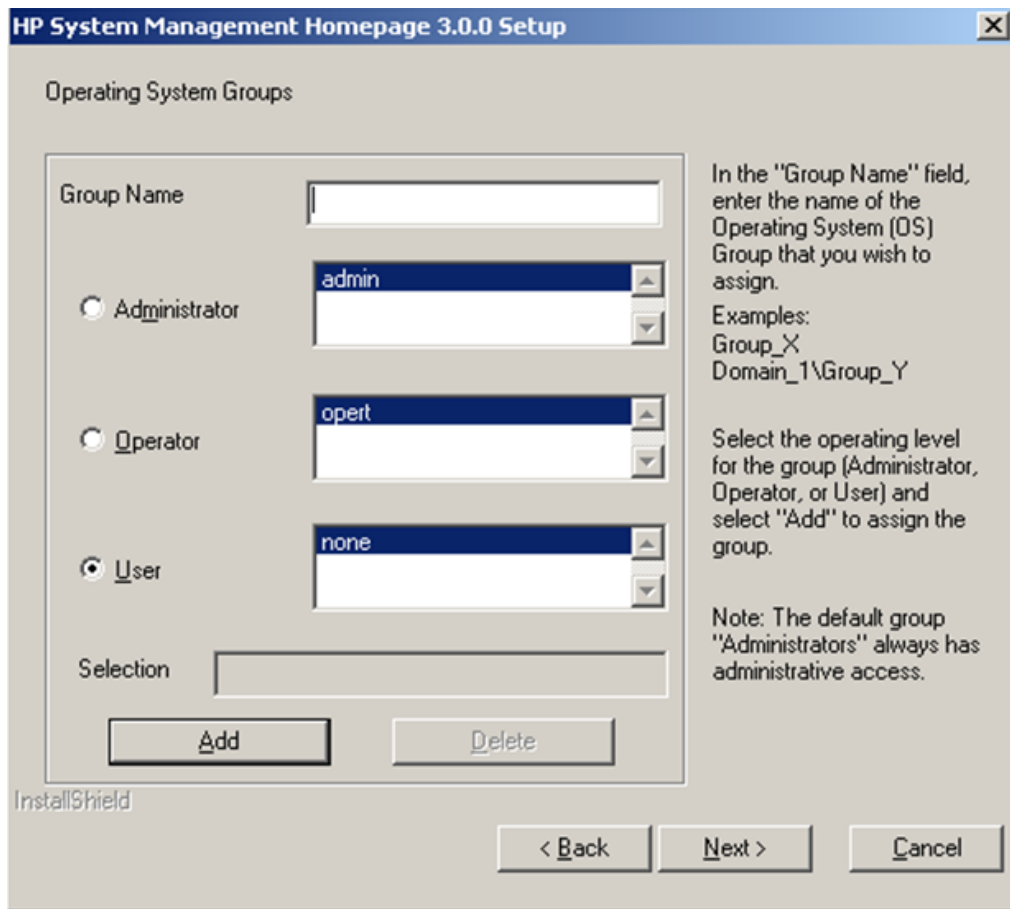 HP System Management Homepage 3.0.0 Setup
Operating System Groups
Group Name
Administrator
admin
Operator
opert
User
none
Selection
Add
Delete
In the "Group Name" field,
enter the name of the
Operating System (OS)
Group that you wish to
assign.
Examples:
Group_X
Domain_1\Group_Y
Select the operating level
for the group (Administrator,
Operator, or User) and
select "Add" to assign the
group.
Note: The default group
"Administrators" always has
administrative access.
InstallShield
< Back
Next >
Cancel